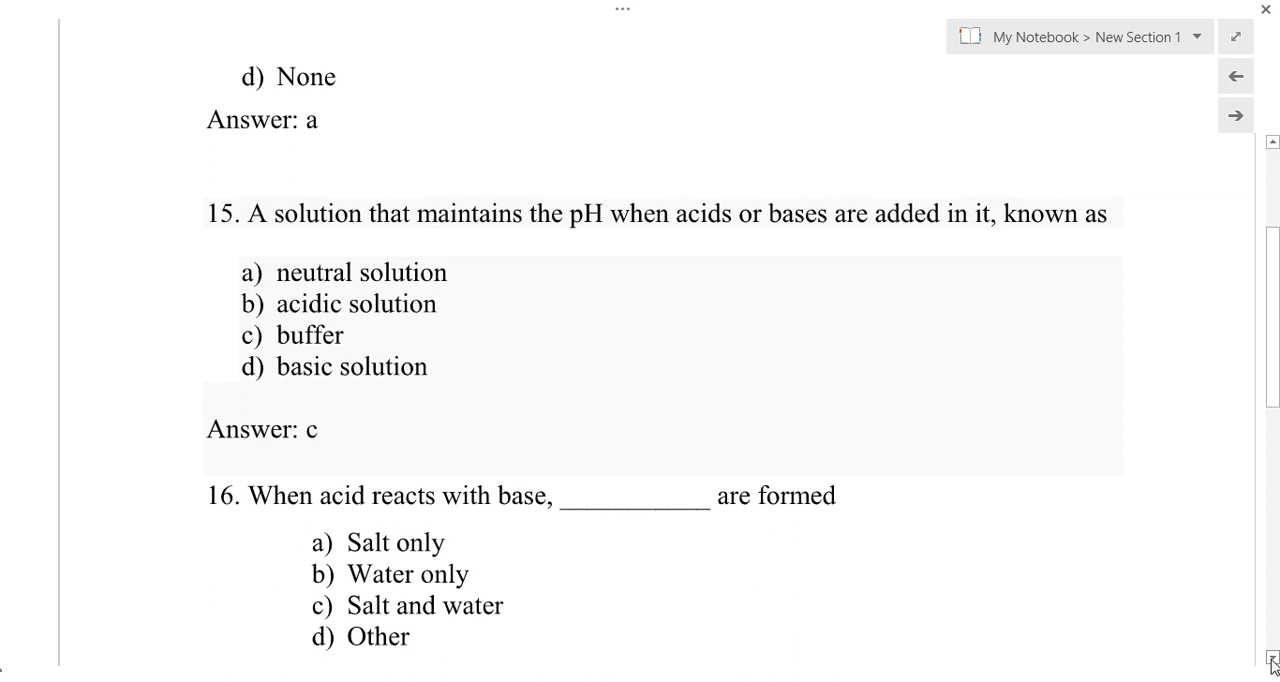 My Notebook > New Section 1
d) None
Answer: a
15. A solution that maintains the pH when acids or bases are added in it, known as
a) neutral solution
b) acidic solution
c) buffer
d) basic solution
Answer: c
16. When acid reacts with base, ___________ are formed
a) Salt only
b) Water only
c) Salt and water
d) Other